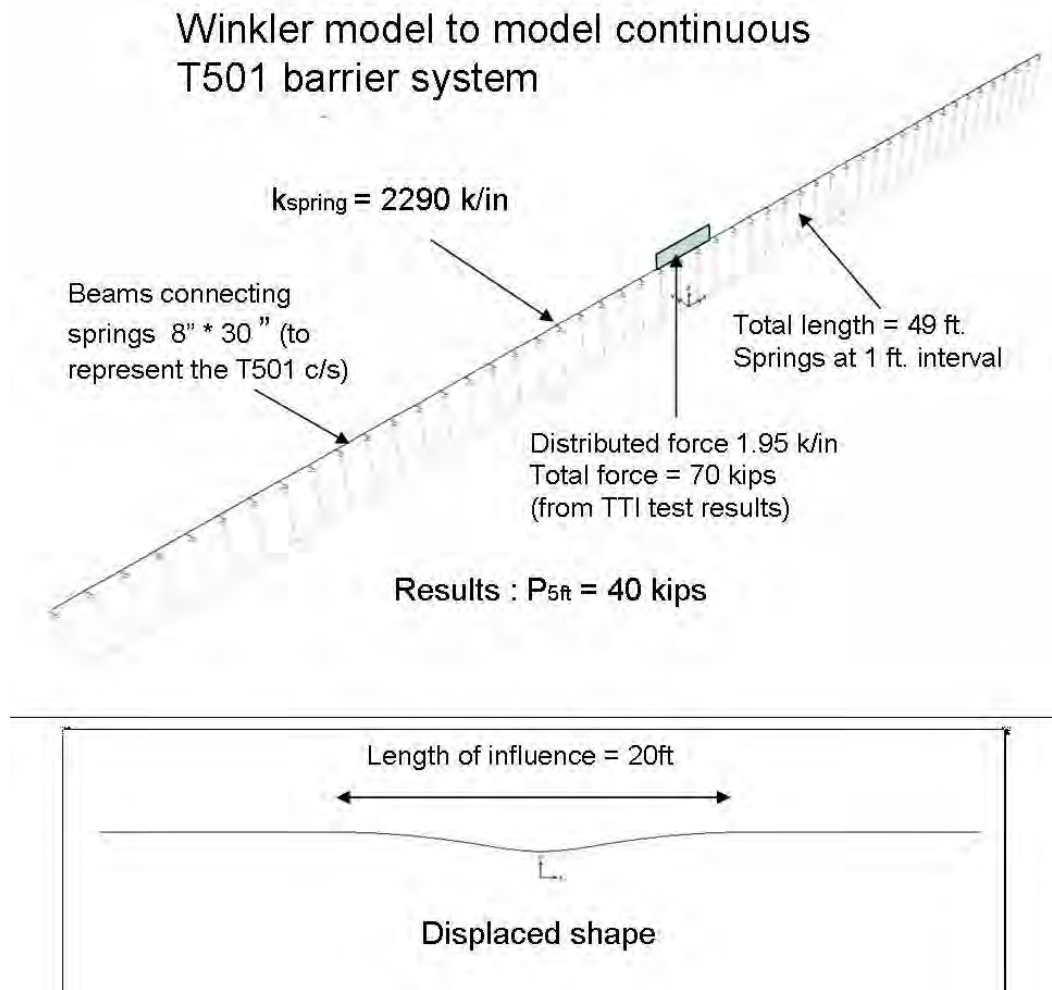 Winkler model to model continuous
T501 barrier system
kspring = 2290 k/in
Beams connecting
springs 8” * 30 ” (to
represent the T501 c/s)
Total length = 49 ft.
Springs at 1 ft. interval
Distributed force 1.95 k/in
Total force = 70 kips
(from TTI test results)
Results : P5ft = 40 kips
Length of influence = 20ft
Displaced shape